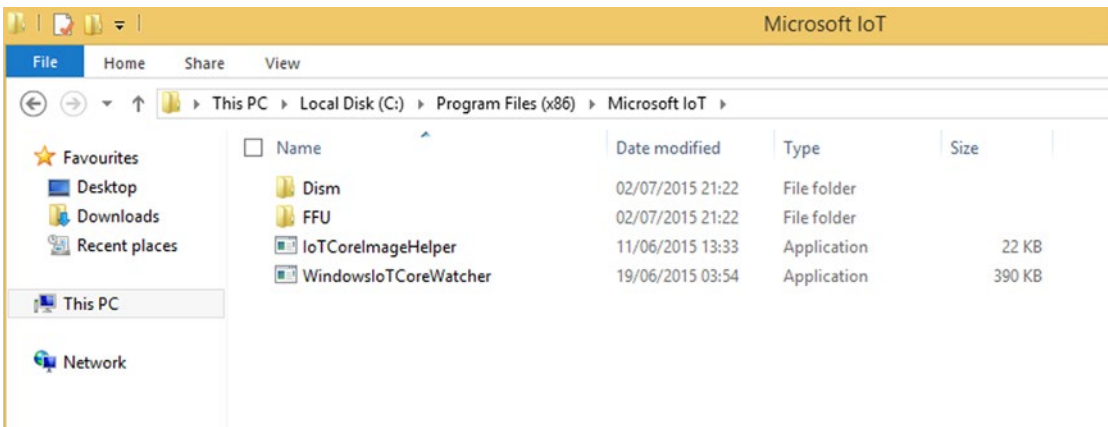 Microsoft IoT
File Home Share View
This PC Local Disk (C:) Program Files (x86) Microsoft IoT
Favourites
Desktop
Downloads
Recent places
This PC
Network
Name Date modified Type Size
Dism 02/07/2015 21:22 File folder
FFU 02/07/2015 21:22 File folder
IoTCoreImageHelper 11/06/2015 13:33 Application 22 KB
WindowsIoTCoreWatcher 19/06/2015 03:54 Application 390 KB